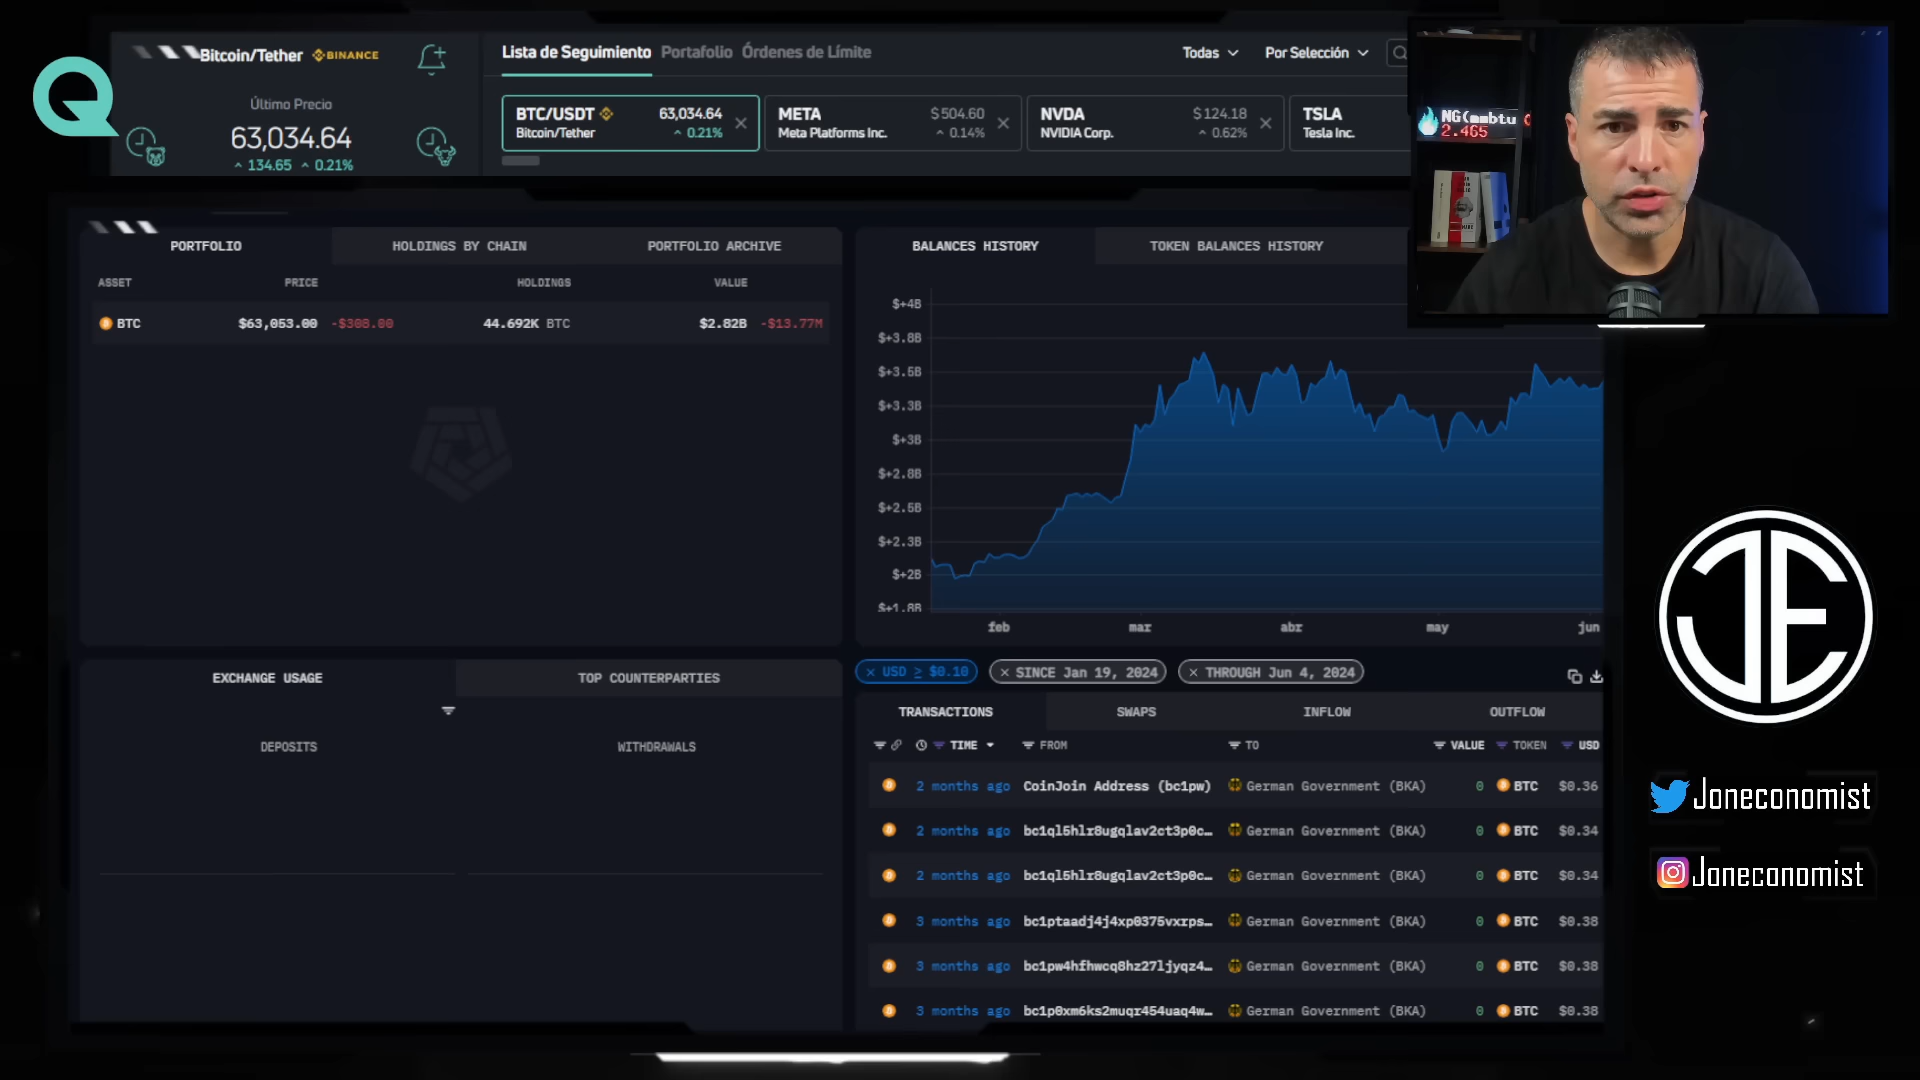 Bitcoin/Tether BINANCE
Último Precio
63,034.64
134.65 0.21%
Lista de Seguimiento Portafolio Órdenes de Límite
Todas Por Selección
BTC/USDT 63,034.64
Bitcoin/Tether 0.21%
META $504.60
Meta Platforms Inc. 0.14%
NVDA $124.18
NVIDIA Corp. 0.62%
TSLA
Tesla Inc.
NG(mmbtu
2.465
PORTFOLIO HOLDINGS BY CHAIN PORTFOLIO ARCHIVE
ASSET PRICE HOLDINGS VALUE
BTC $63,053.00 -$308.00 44.692K BTC $2.82B -$13.77M
BALANCES HISTORY TOKEN BALANCES HISTORY
$+4B
$+3.8B
$+3.5B
$+3.3B
$+3B
$+2.8B
$+2.5B
$+2.3B
$+2B
$+1.8B
feb mar abr may jun
EXCHANGE USAGE TOP COUNTERPARTIES
DEPOSITS WITHDRAWALS
× USD ≥ $0.10 × SINCE Jan 19, 2024 × THROUGH Jun 4, 2024
TRANSACTIONS SWAPS INFLOW OUTFLOW
TIME FROM TO VALUE TOKEN USD
2 months ago CoinJoin Address (bc1pw) German Government (BKA) 0 BTC $0.36
2 months ago bc1ql5hlr8ugqlav2ct3p0c… German Government (BKA) 0 BTC $0.34
2 months ago bc1ql5hlr8ugqlav2ct3p0c… German Government (BKA) 0 BTC $0.34
3 months ago bc1ptaadj4j4xp0375vxrps… German Government (BKA) 0 BTC $0.38
3 months ago bc1pw4hfhwcq8hz27ljyqz4… German Government (BKA) 0 BTC $0.38
3 months ago bc1p0xm6ks2muqr454uaq4w… German Government (BKA) 0 BTC $0.38
JE
Joneconomist
Joneconomist